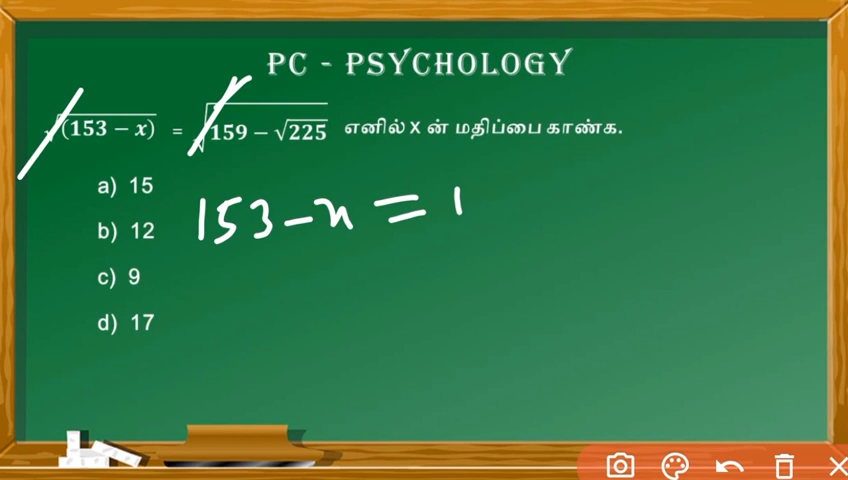 PC - PSYCHOLOGY
√(153 − x) = √159 − √225 எனில் X ன் மதிப்பை காண்க.
a) 15
b) 12
c) 9
d) 17
153 - x = 1